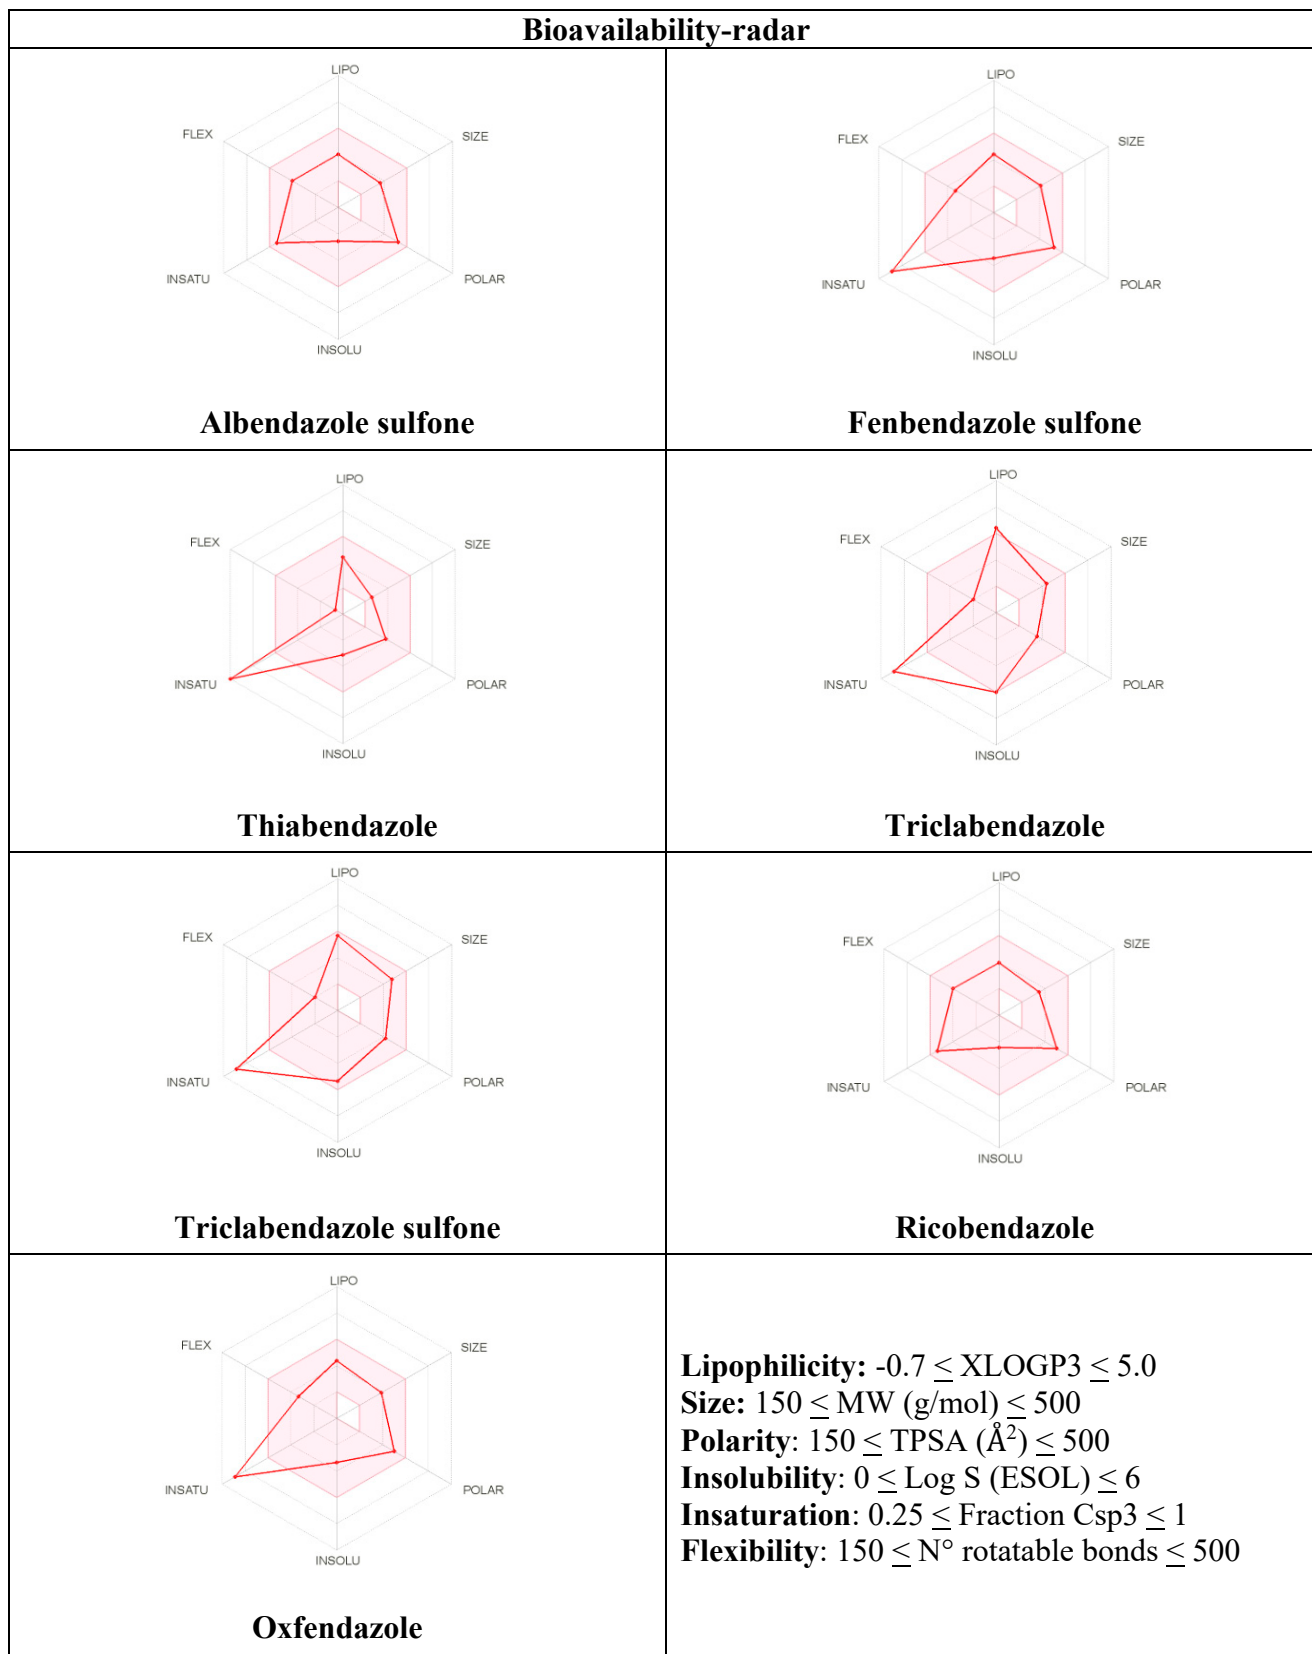 Bioavailability-radar
LIPO
FLEX
SIZE
INSATU
POLAR
INSOLU
Albendazole sulfone
LIPO
FLEX
SIZE
INSATU
POLAR
INSOLU
Fenbendazole sulfone
LIPO
FLEX
SIZE
INSATU
POLAR
INSOLU
Thiabendazole
LIPO
FLEX
SIZE
INSATU
POLAR
INSOLU
Triclabendazole
LIPO
FLEX
SIZE
INSATU
POLAR
INSOLU
Triclabendazole sulfone
LIPO
FLEX
SIZE
INSATU
POLAR
INSOLU
Ricobendazole
LIPO
FLEX
SIZE
INSATU
POLAR
INSOLU
Oxfendazole
Lipophilicity: -0.7 ≤ XLOGP3 ≤ 5.0
Size: 150 ≤ MW (g/mol) ≤ 500
Polarity: 150 ≤ TPSA (Å²) ≤ 500
Insolubility: 0 ≤ Log S (ESOL) ≤ 6
Insaturation: 0.25 ≤ Fraction Csp3 ≤ 1
Flexibility: 150 ≤ N° rotatable bonds ≤ 500